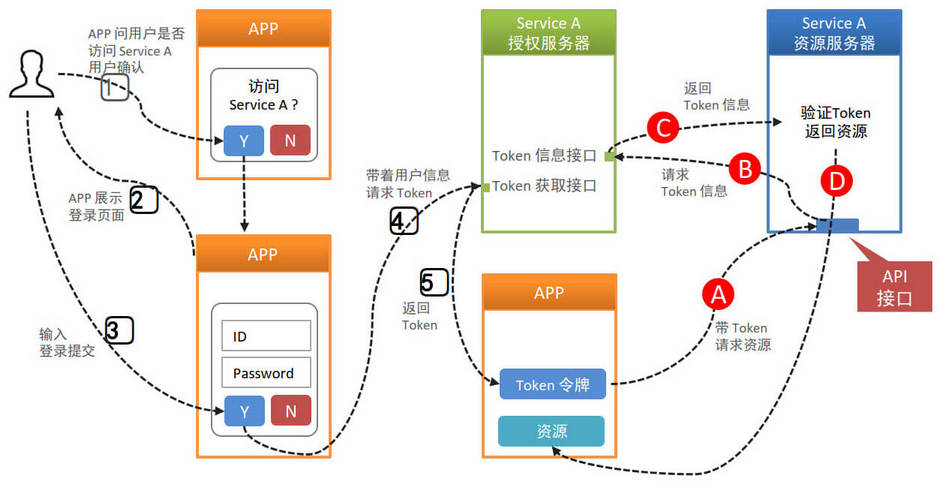 APP 问用户是否
访问 Service A
用户确认
1
APP
访问
Service A ?
Y
N
APP 展示
登录页面
2
APP
ID
Password
Y
N
输入
登录提交
3
带着用户信息
请求 Token
4
Service A
授权服务器
Token 信息接口
Token 获取接口
5
返回
Token
APP
Token 令牌
资源
A
带 Token
请求资源
B
请求
Token 信息
C
返回
Token 信息
Service A
资源服务器
验证Token
返回资源
D
API
接口